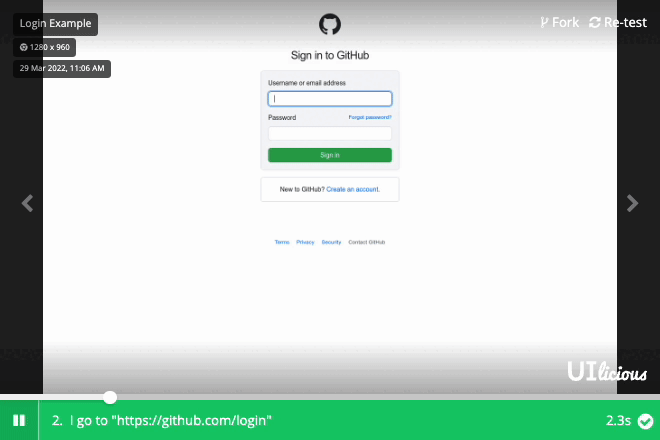 Login Example
Fork Re-test
1280 x 960
29 Mar 2022, 11:06 AM
Sign in to GitHub
Username or email address
Password Forgot password?
Sign in
New to GitHub? Create an account.
Terms Privacy Security Contact GitHub
UIlicious
2. I go to "https://github.com/login" 2.3s